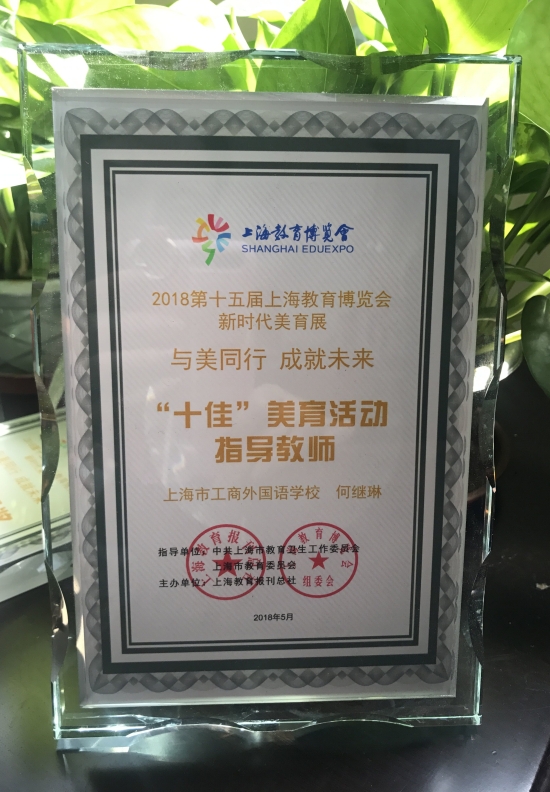 上海教育博览會
SHANGHAI EDUEXPO
2018第十五届上海教育博览会
新时代美育展
与美同行 成就未来
“十佳”美育活动
指导教师
上海市工商外国语学校 何继琳
指导单位：中共上海市教育卫生工作委员会
上海市教育委员会
主办单位：上海教育报刊总社
组委会
2018年5月